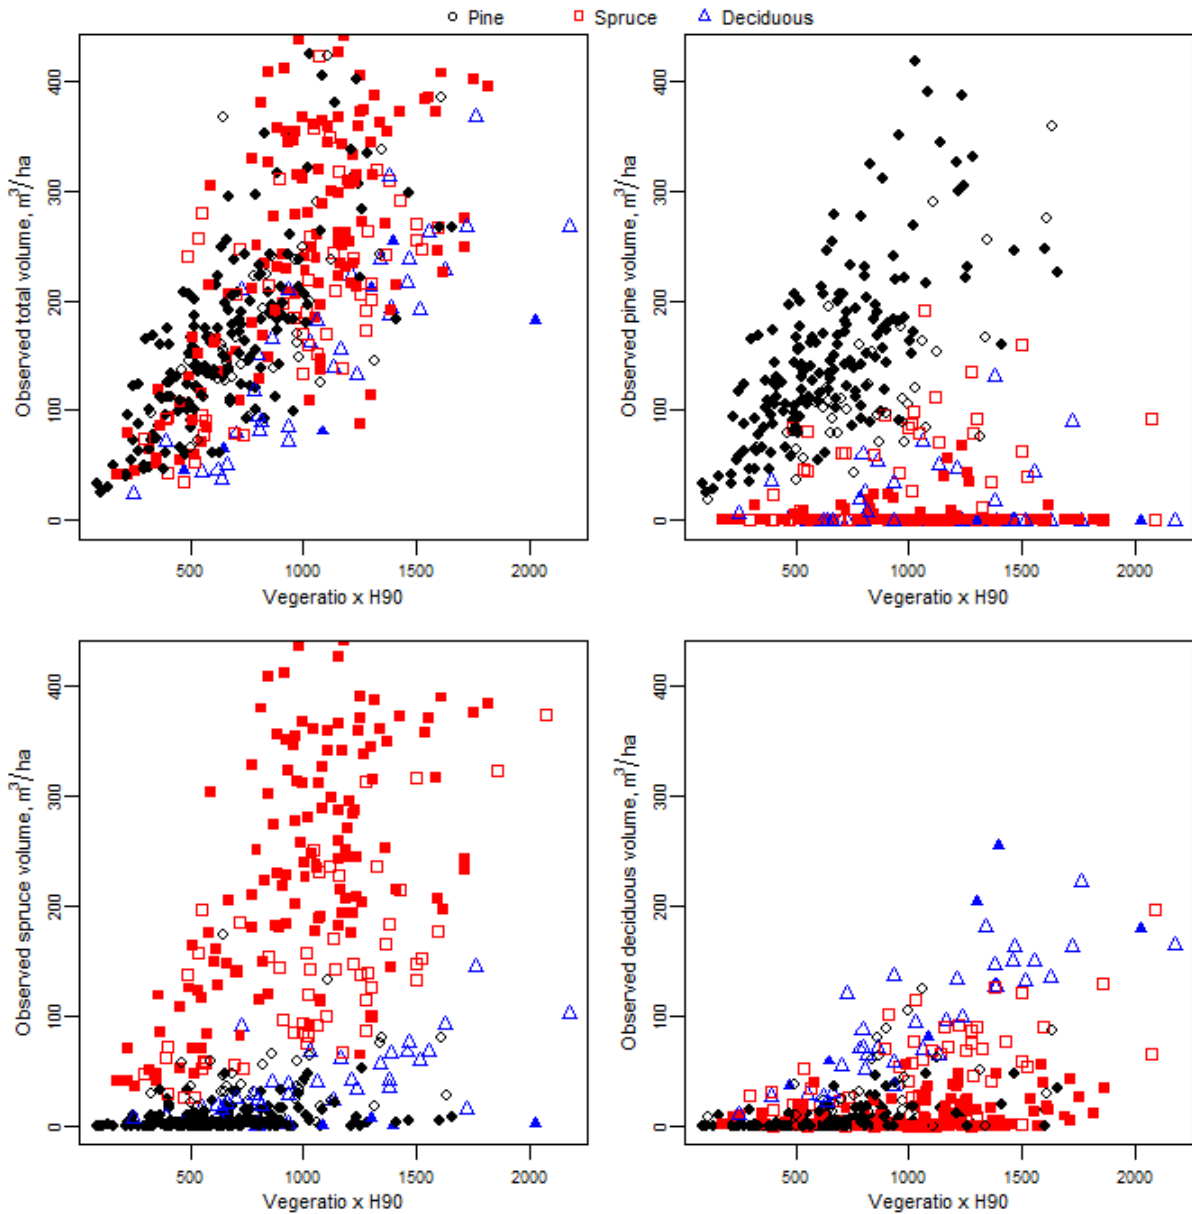 Pine Spruce Deciduous
Observed total volume, m³/ha
0 100 200 300 400
500 1000 1500 2000
Vegeratio x H90
Observed pine volume, m³/ha
0 100 200 300 400
500 1000 1500 2000
Vegeratio x H90
Observed spruce volume, m³/ha
0 100 200 300 400
500 1000 1500 2000
Vegeratio x H90
Observed deciduous volume, m³/ha
0 100 200 300 400
500 1000 1500 2000
Vegeratio x H90